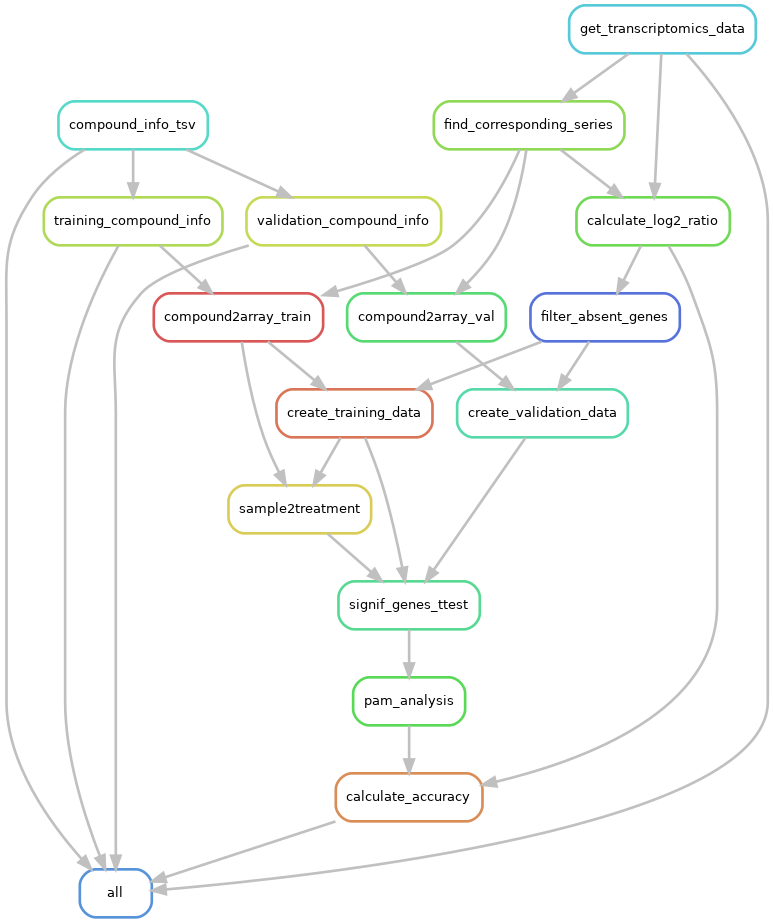 get_transcriptomics_data
compound_info_tsv
find_corresponding_series
training_compound_info
validation_compound_info
calculate_log2_ratio
compound2array_train
compound2array_val
filter_absent_genes
create_training_data
create_validation_data
sample2treatment
signif_genes_ttest
pam_analysis
calculate_accuracy
all